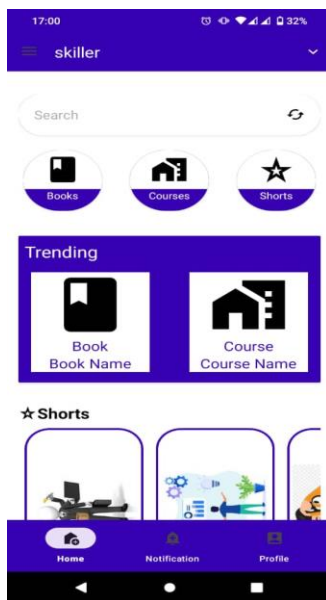 17:00
32%
skiller
Search
Books
Courses
Shorts
Trending
Book
Book Name
Course
Course Name
Shorts
Home
Notification
Profile